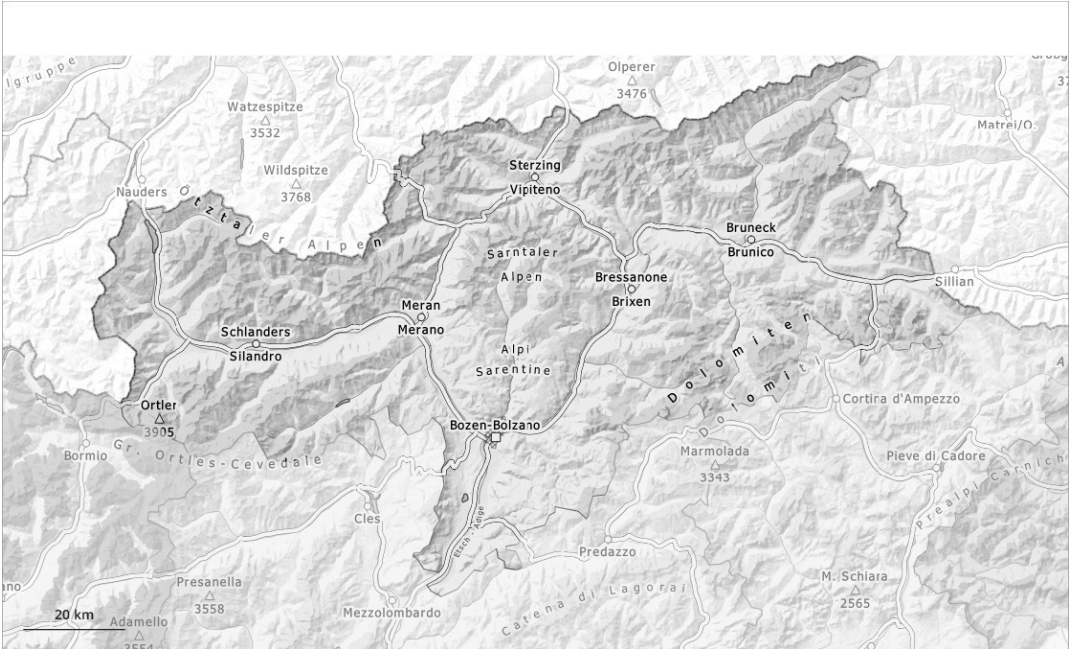 lgruppe
Olperer
3476
Watzespitze
3532
Matrei/O.
Sterzing
Vipiteno
Wildspitze
3768
Nauders
Ötztaler Alpen
Bruneck
Brunico
Sarntaler
Alpen
Bressanone
Brixen
Sillian
Meran
Merano
Schlanders
Silandro
Alpi
Sarentine
Dolomiten
Dolomiti
Ortler
3905
Cortina d'Ampezzo
Bozen-Bolzano
Gr. Ortles-Cevedale
Bormio
Marmolada
3343
Pieve di Cadore
Prealpi Carnich
Cles
Etsch - Adige
Predazzo
Presanella
3558
M. Schiara
2565
ano
Mezzolombardo
Catena di Lagorai
20 km
Adamello